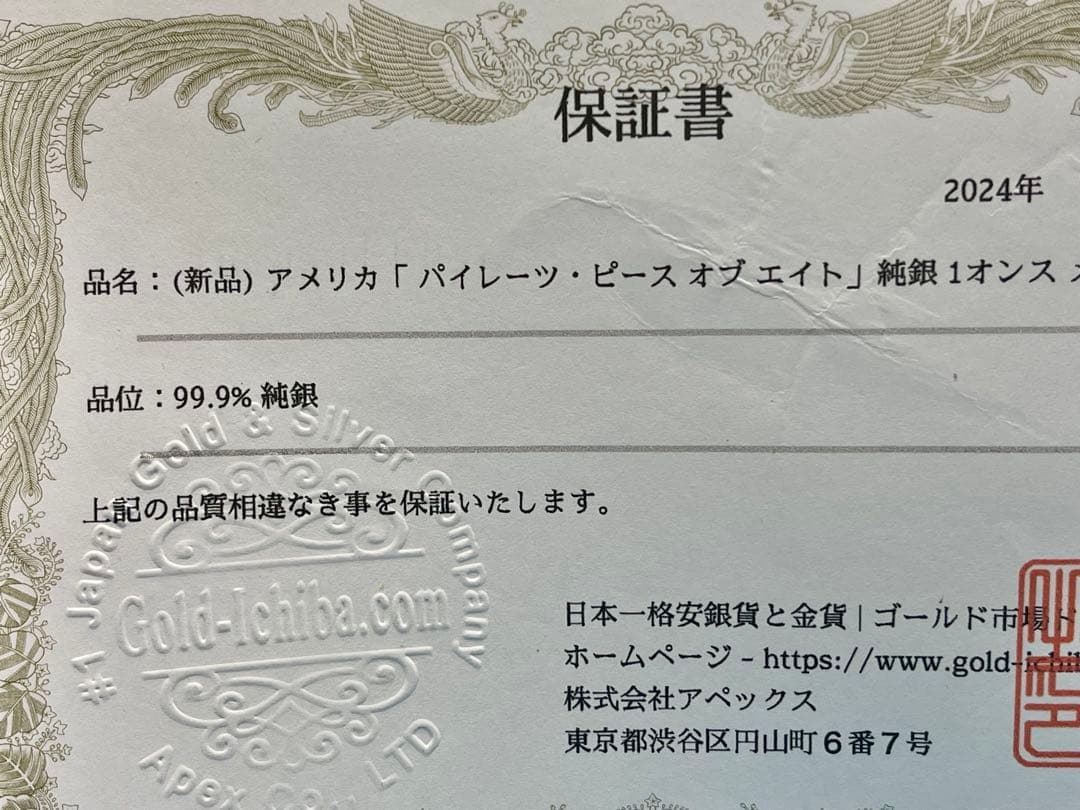 保証書
2024年
品名：(新品) アメリカ「 パイレーツ・ピース オブ エイト」純銀 1オンス
品位：99.9% 純銀
上記の品質相違なき事を保証いたします。
#1 Japan Gold & Silver Company
Gold-Ichiba.com
Apex Co., LTD
日本一格安銀貨と金貨 | ゴールド市場ド
ホームページ – https://www.gold-ichib
株式会社アペックス
東京都渋谷区円山町６番７号